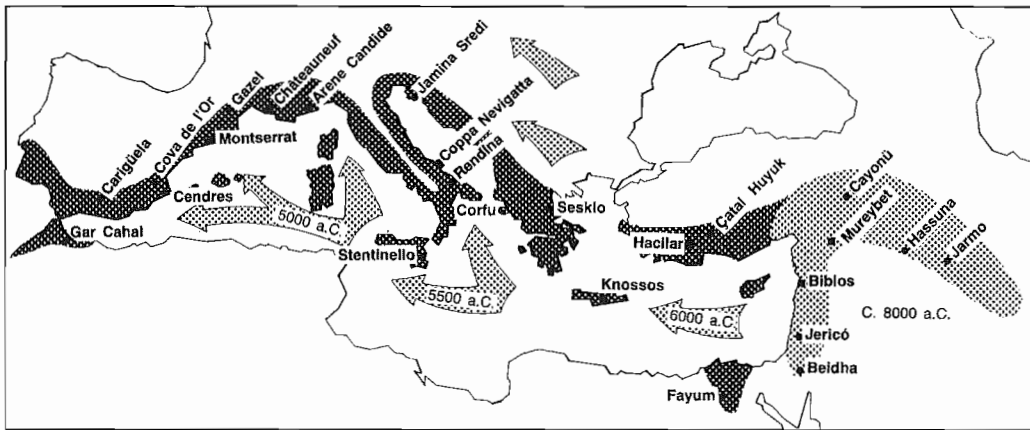 Carigüela
Cova de l'Or
Gazel
Châteauneuf
Arene Candide
Jamina Sredi
Coppa Nevigatta
Rendina
Montserrat
Cendres
5000 a.C.
Gar Cahal
Stentinello
Corfu
5500 a.C.
Sesklo
Knossos
Hacilar
Çatal Huyuk
6000 a.C.
Cayonú
Mureybet
Hassuna
Jarmo
Biblos
C. 8000 a.C.
Jericó
Beidha
Fayum